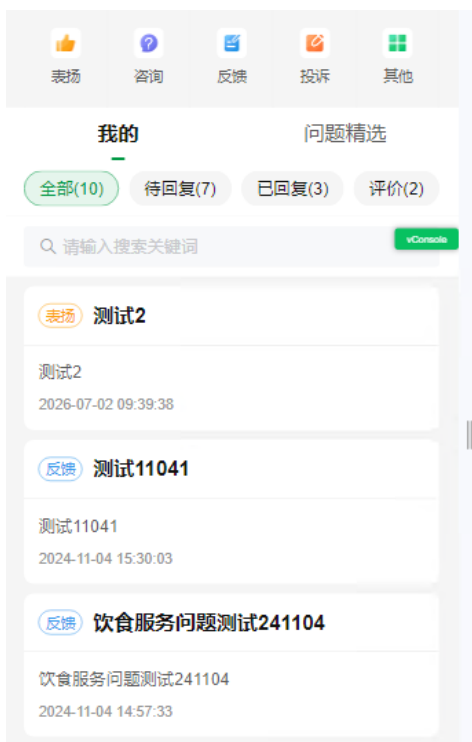 表扬 咨询 反馈 投诉 其他
我的 问题精选
全部(10) 待回复(7) 已回复(3) 评价(2)
请输入搜索关键词
vConsole
表扬 测试2
测试2
2026-07-02 09:39:38
反馈 测试11041
测试11041
2024-11-04 15:30:03
反馈 饮食服务问题测试241104
饮食服务问题测试241104
2024-11-04 14:57:33